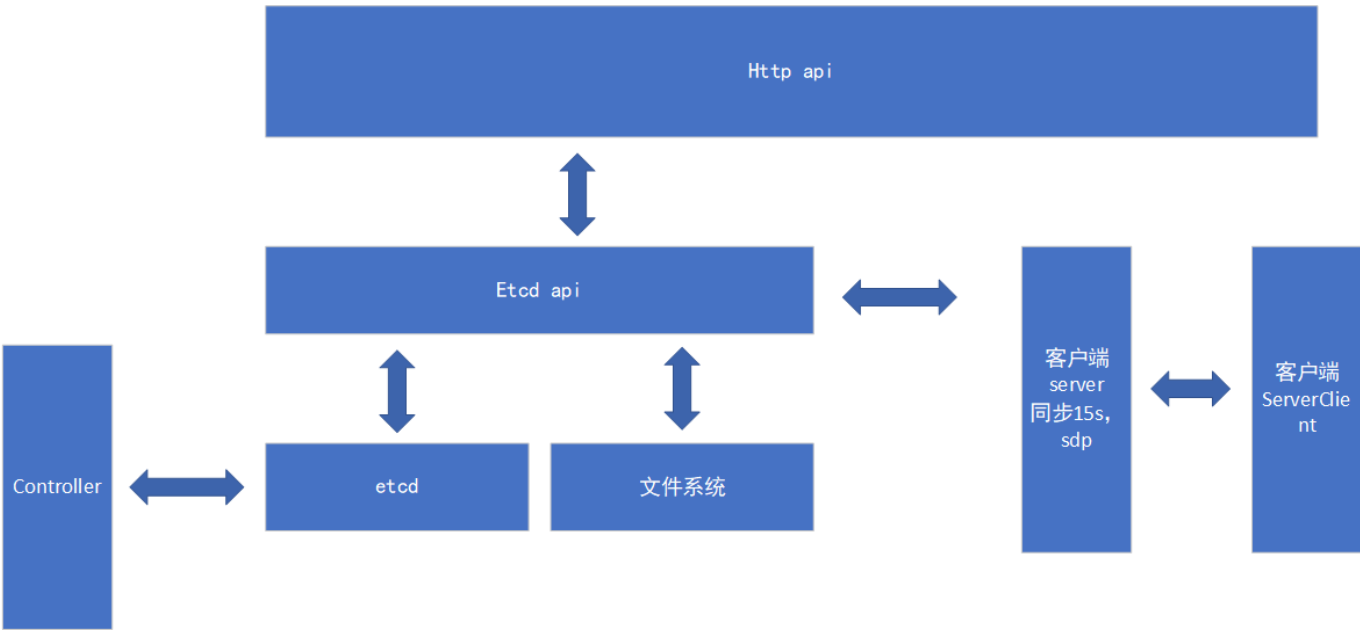 Http api
Etcd api
客户端
server
同步15s，
sdp
客户端
ServerClie
nt
Controller
etcd
文件系统